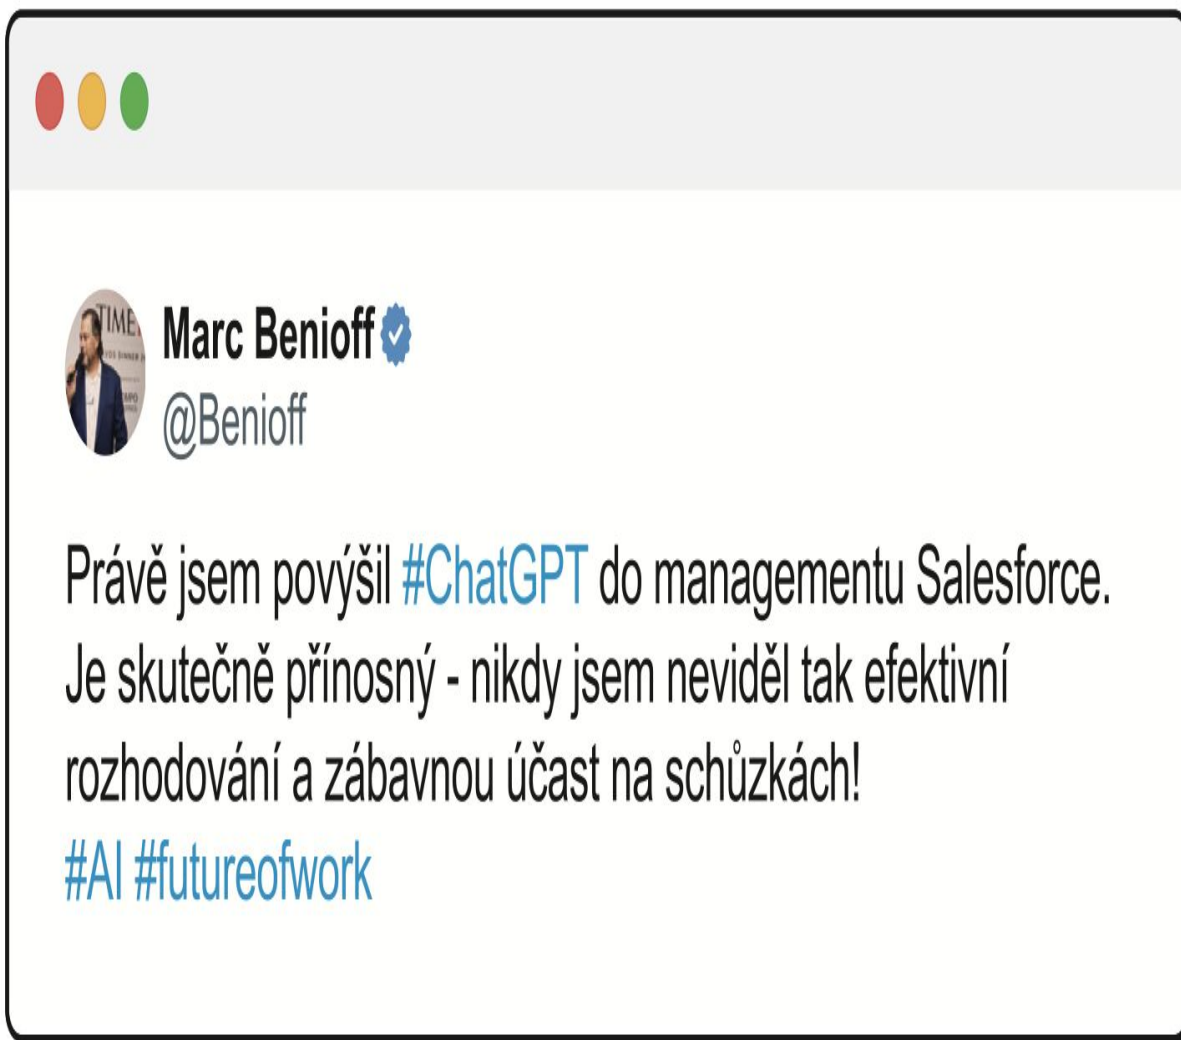 TIME
Marc Benioff
@Benioff
Právě jsem povýšil #ChatGPT do managementu Salesforce.
Je skutečně přínosný - nikdy jsem neviděl tak efektivní
rozhodování a zábavnou účast na schůzkách!
#AI #futureofwork